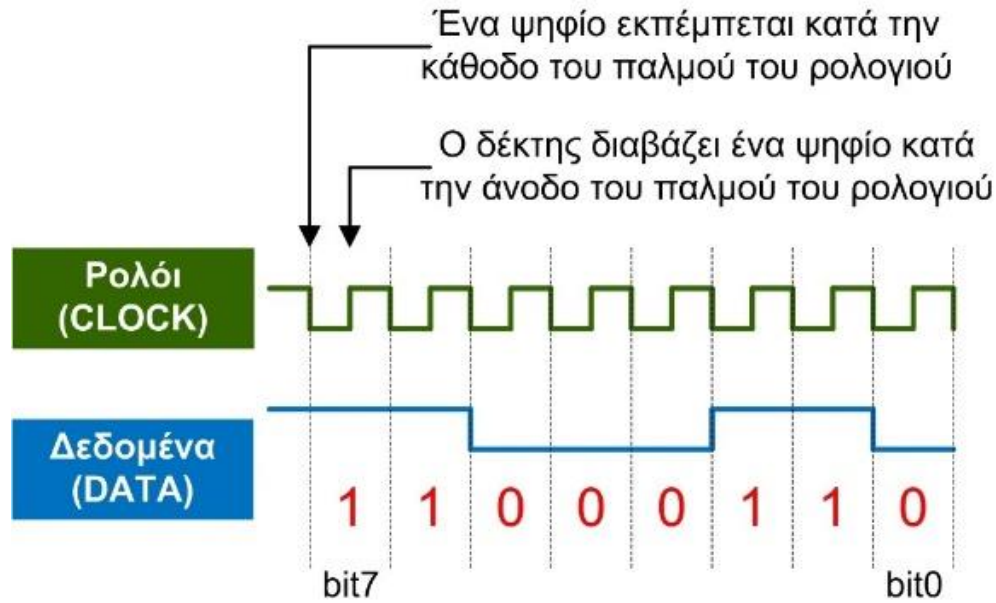 Ένα ψηφίο εκπέμπεται κατά την
κάθοδο του παλμού του ρολογιού
Ο δέκτης διαβάζει ένα ψηφίο κατά
την άνοδο του παλμού του ρολογιού
Ρολόι
(CLOCK)
Δεδομένα
(DATA)
1 1 0 0 0 1 1 0
bit7 bit0